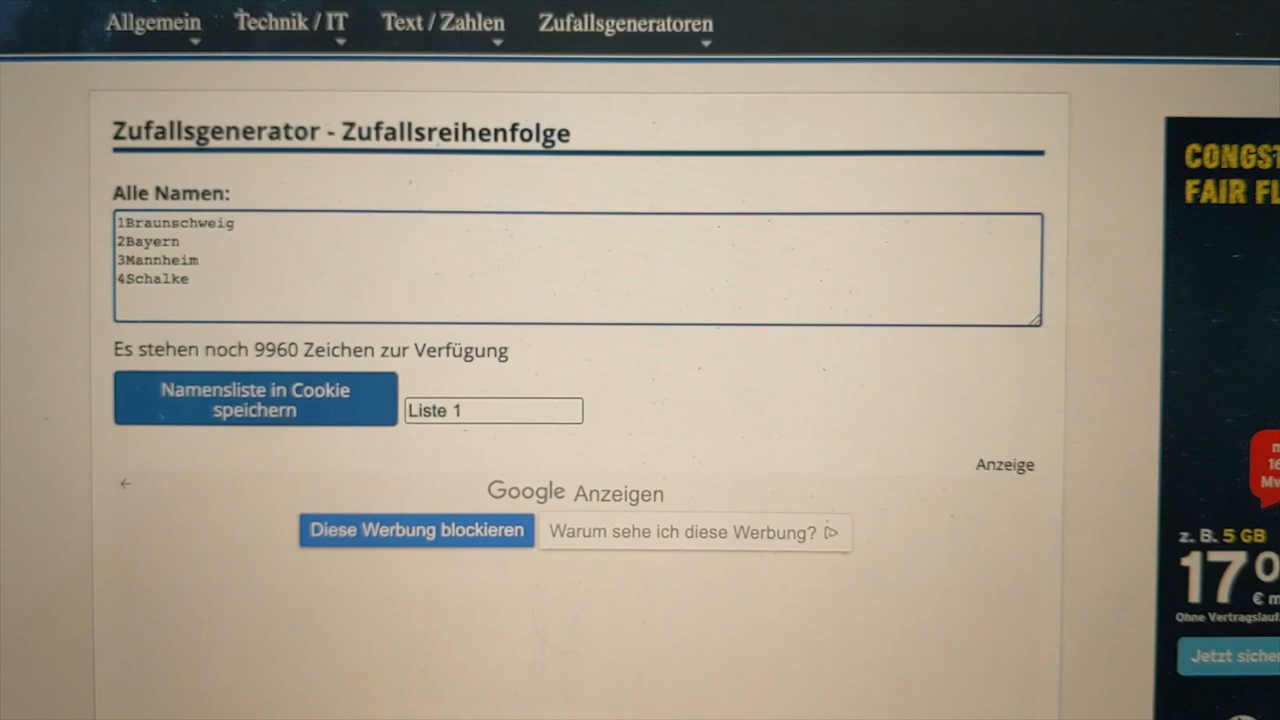 Allgemein Technik / IT Text / Zahlen Zufallsgeneratoren
Zufallsgenerator - Zufallsreihenfolge
Alle Namen:
1Braunschweig
2Bayern
3Mannheim
4Schalke
Es stehen noch 9960 Zeichen zur Verfügung
Namensliste in Cookie
speichern
Liste 1
Anzeige
Google Anzeigen
Diese Werbung blockieren
Warum sehe ich diese Werbung?
CONGST
FAIR FL
z. B. 5 GB
17
€
Ohne Vertragslauf
Jetzt sicher